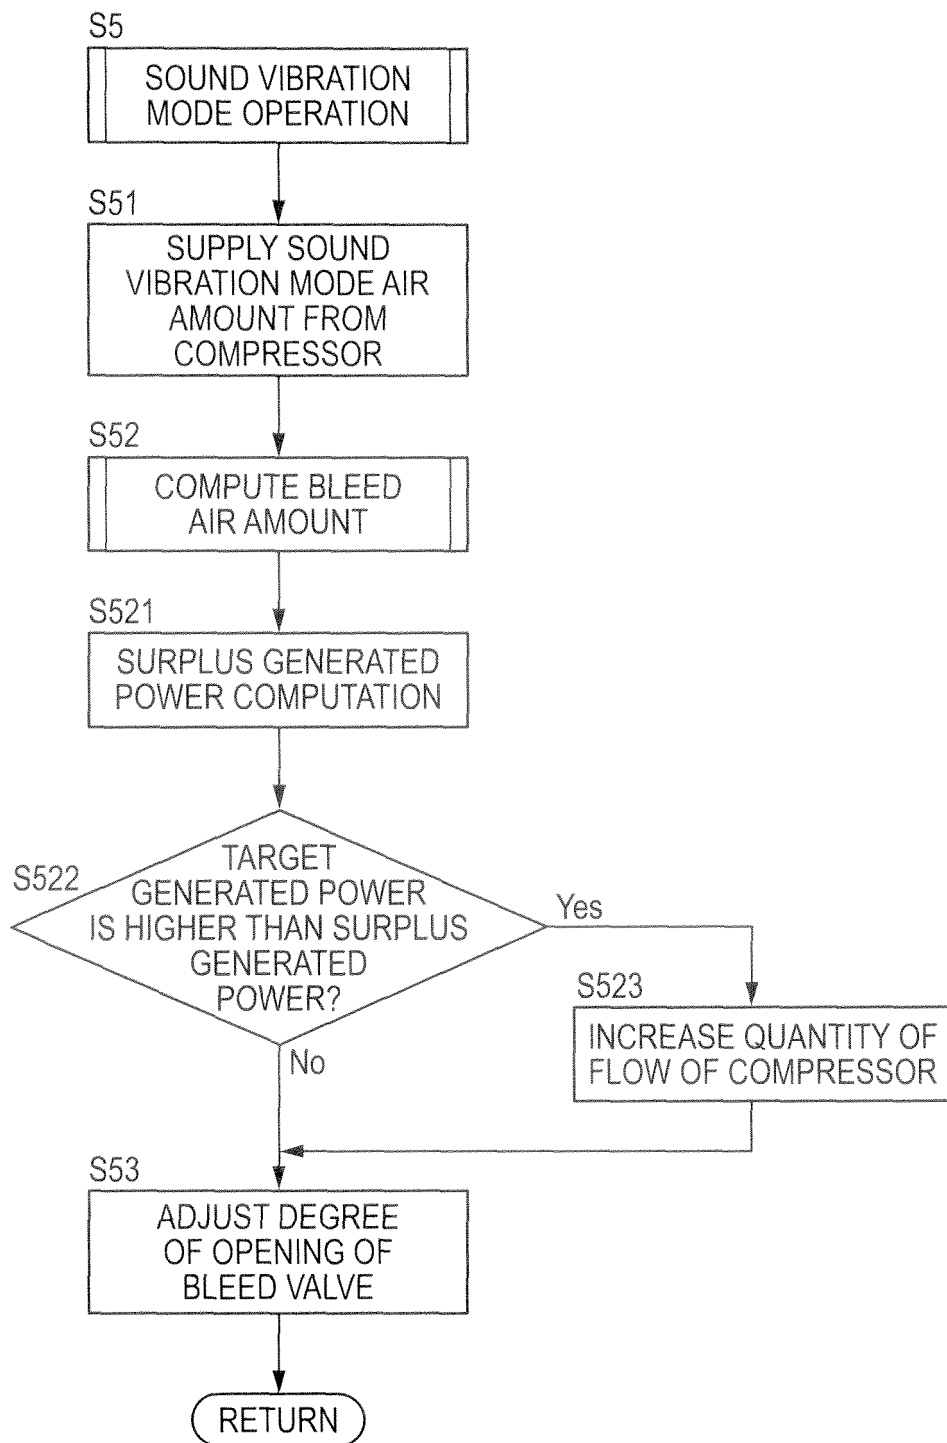 S5
SOUND VIBRATION
MODE OPERATION
S51
SUPPLY SOUND
VIBRATION MODE AIR
AMOUNT FROM
COMPRESSOR
S52
COMPUTE BLEED
AIR AMOUNT
S521
SURPLUS GENERATED
POWER COMPUTATION
S522
TARGET
GENERATED POWER
IS HIGHER THAN SURPLUS
GENERATED
POWER?
Yes
S523
INCREASE QUANTITY OF
FLOW OF COMPRESSOR
No
S53
ADJUST DEGREE
OF OPENING OF
BLEED VALVE
RETURN